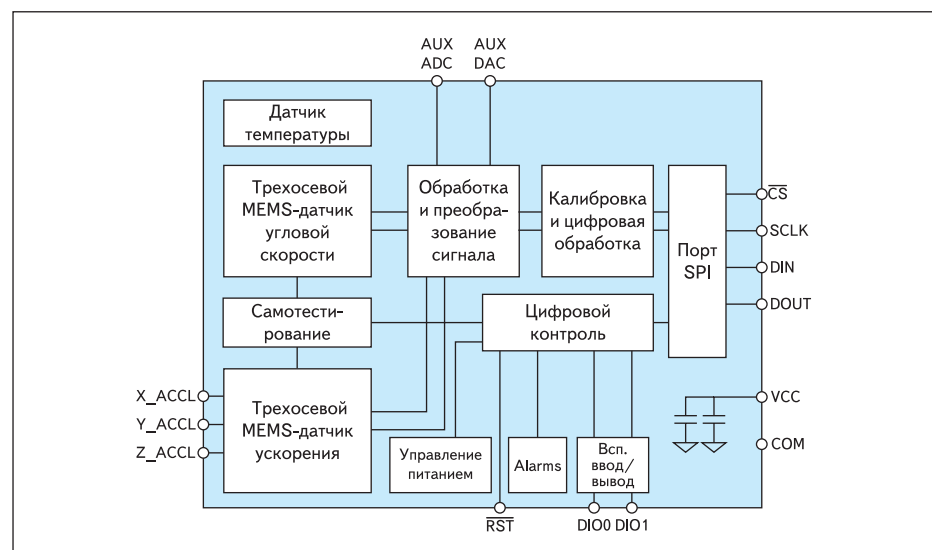 AUX
ADC
AUX
DAC
Датчик
температуры
Трехосевой
MEMS-датчик
угловой
скорости
Обработка
и преобра-
зование
сигнала
Калибровка
и цифровая
обработка
Порт
SPI
CS
SCLK
DIN
DOUT
Самотести-
рование
Цифровой
контроль
X_ACCL
Y_ACCL
Z_ACCL
Трехосевой
MEMS-датчик
ускорения
Управление
питанием
Alarms
Всп.
ввод/
вывод
VCC
COM
RST
DIO0 DIO1